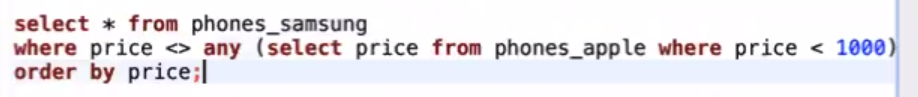 select * from phones_samsung
where price <> any (select price from phones_apple where price < 1000)
order by price;